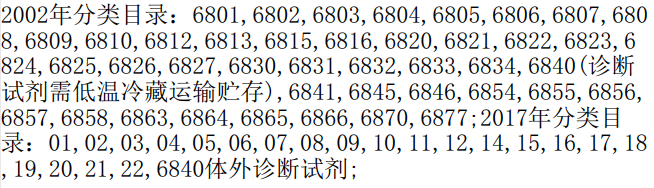 2002年分类目录：6801,6802,6803,6804,6805,6806,6807,680
8,6809,6810,6812,6813,6815,6816,6820,6821,6822,6823,6
824,6825,6826,6827,6830,6831,6832,6833,6834,6840(诊断
试剂需低温冷藏运输贮存),6841,6845,6846,6854,6855,6856,
6857,6858,6863,6864,6865,6866,6870,6877;2017年分类目
录：01,02,03,04,05,06,07,08,09,10,11,12,14,15,16,17,18
,19,20,21,22,6840体外诊断试剂;